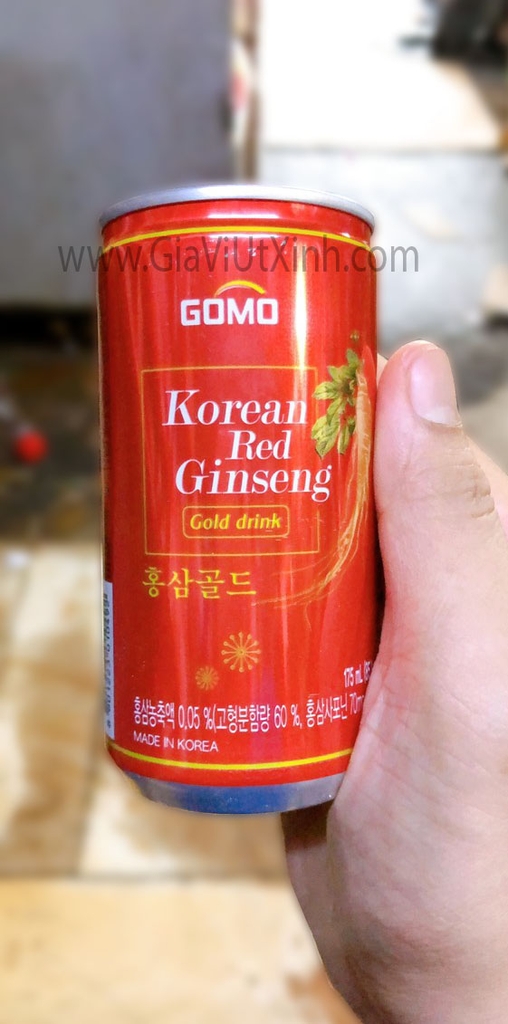 www.GiaViUtXinh.com
GOMO
Korean
Red
Ginseng
Gold drink
홍삼골드
175 mL
홍삼농축액 0.05 %(고형분함량 60 %, 홍삼사포닌 70m
MADE IN KOREA